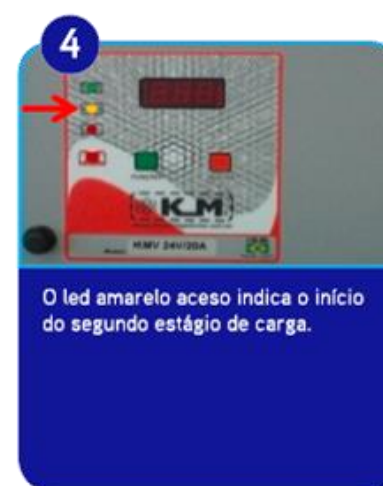 4
KM
KMV 24V/20A
O led amarelo aceso indica o início
do segundo estágio de carga.